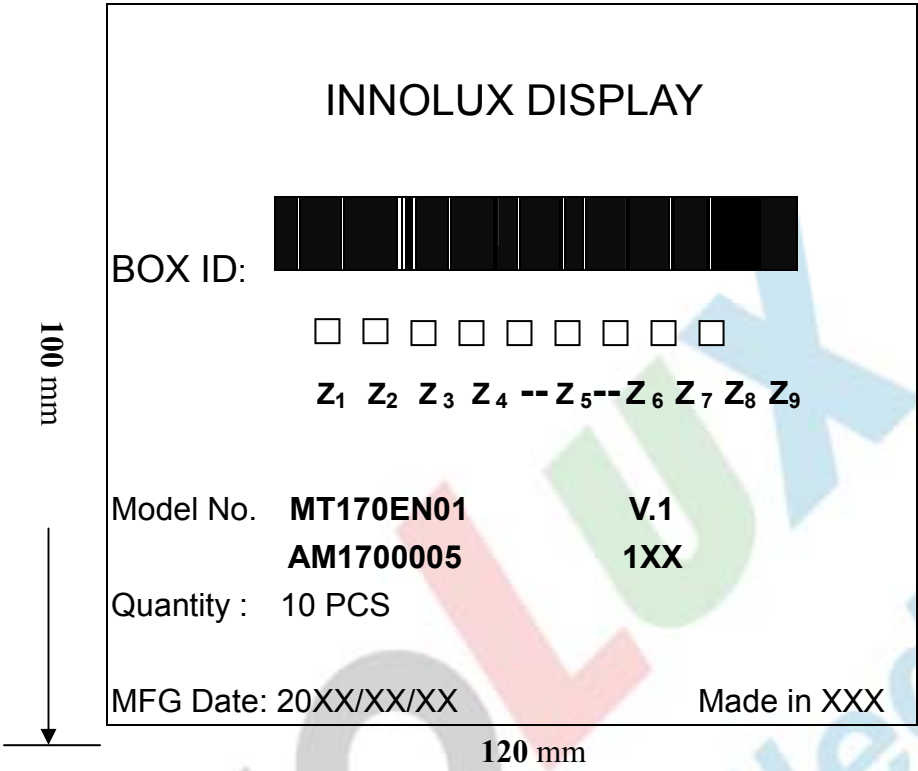 INNOLUX DISPLAY
BOX ID:
□ □ □ □ □ □ □ □ □
Z1 Z2 Z3 Z4 -- Z5-- Z6 Z7 Z8 Z9
100 mm
Model No. MT170EN01 V.1
AM1700005 1XX
Quantity : 10 PCS
MFG Date: 20XX/XX/XX Made in XXX
120 mm